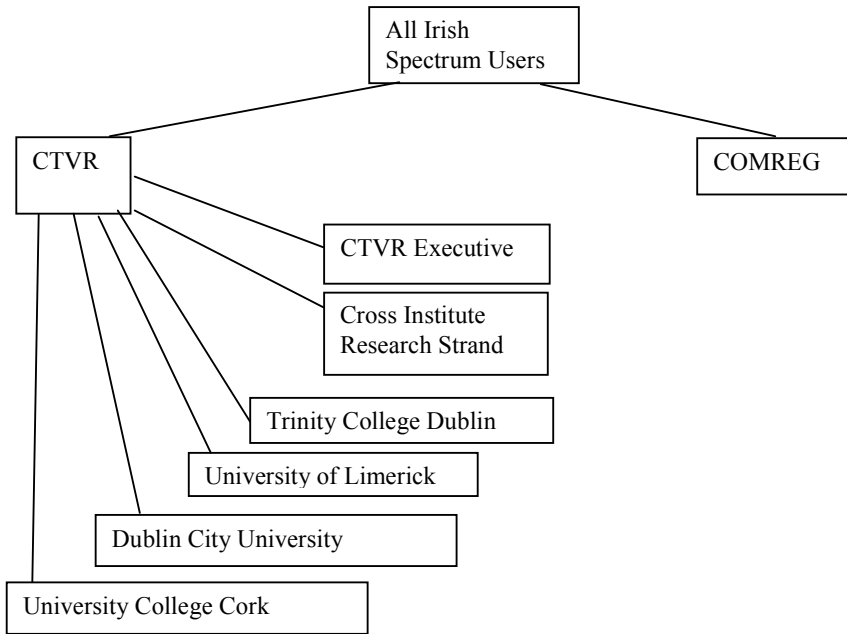 All Irish
Spectrum Users
CTVR
COMREG
CTVR Executive
Cross Institute
Research Strand
Trinity College Dublin
University of Limerick
Dublin City University
University College Cork